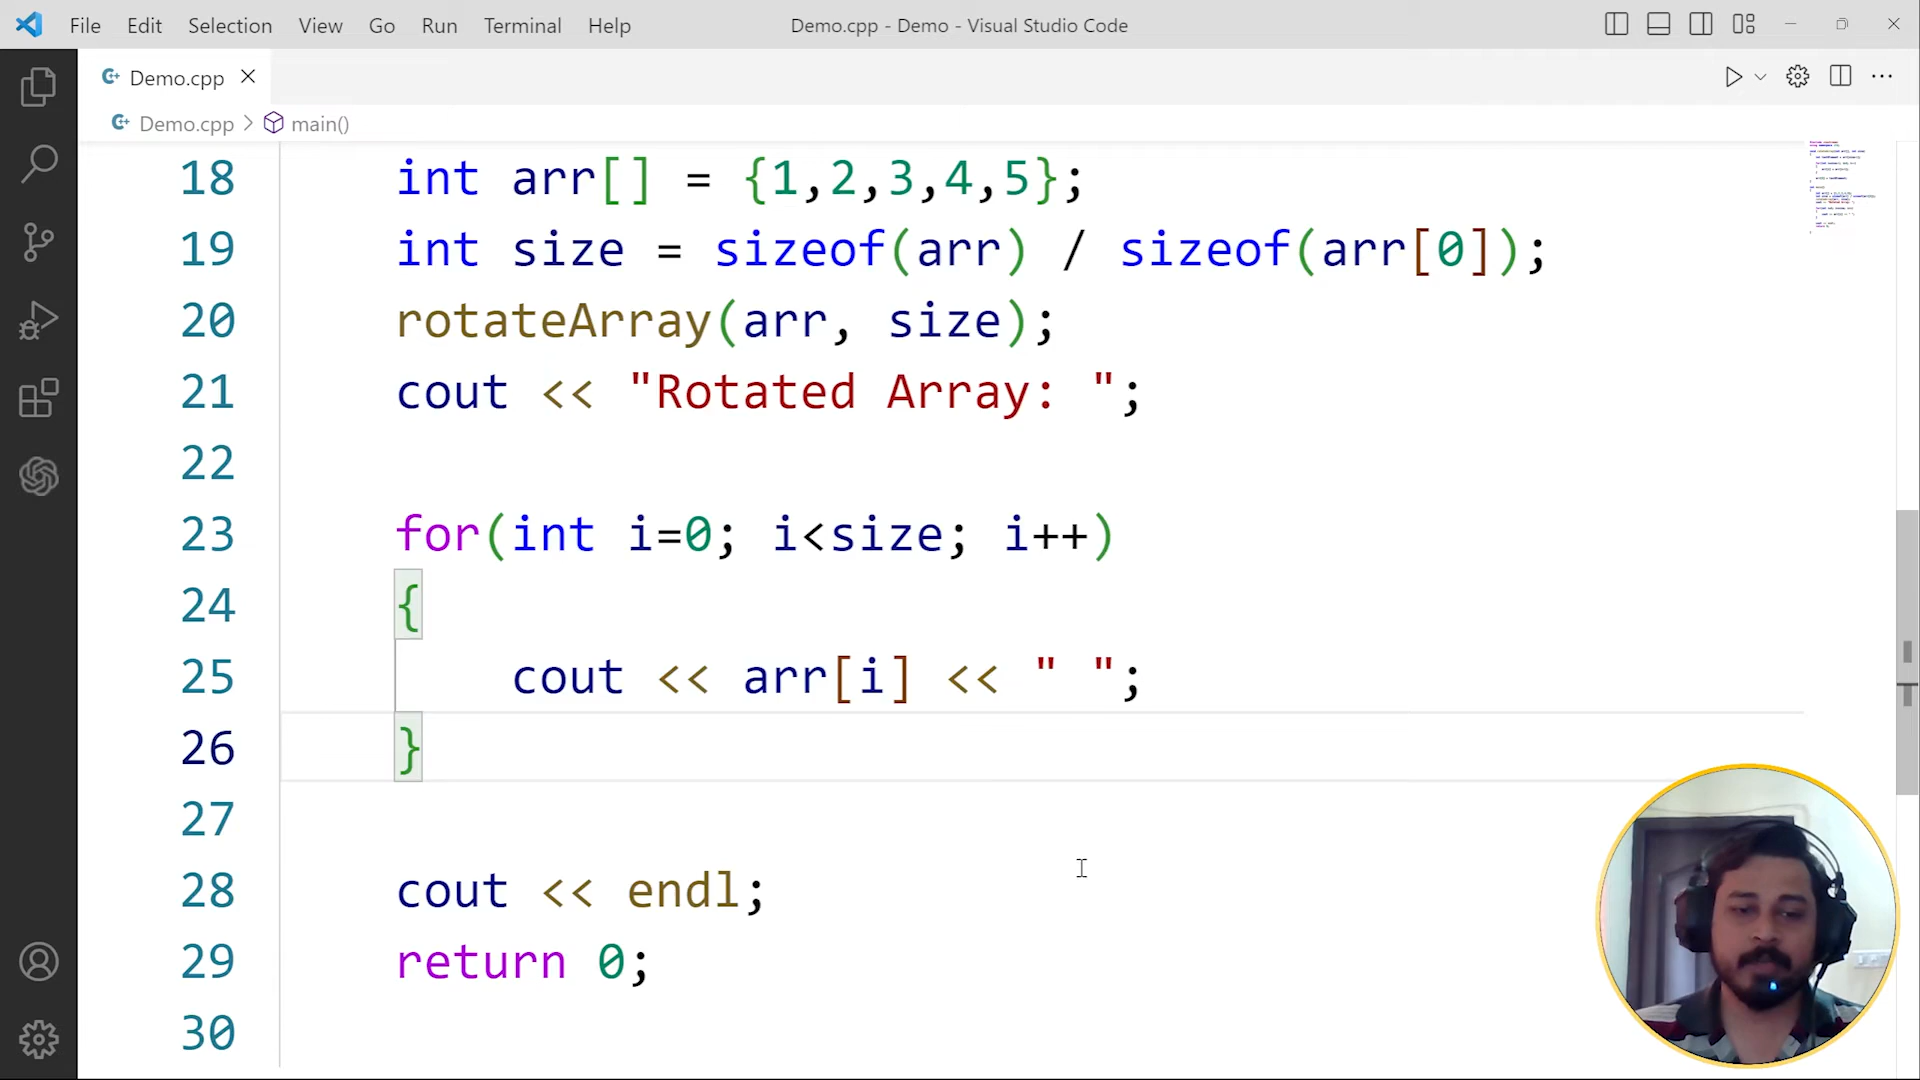 File Edit Selection View Go Run Terminal Help
Demo.cpp - Demo - Visual Studio Code
Demo.cpp
Demo.cpp > main()
18 int arr[] = {1,2,3,4,5};
19 int size = sizeof(arr) / sizeof(arr[0]);
20 rotateArray(arr, size);
21 cout << "Rotated Array: ";
22
23 for(int i=0; i<size; i++)
24 {
25 cout << arr[i] << " ";
26 }
27
28 cout << endl;
29 return 0;
30